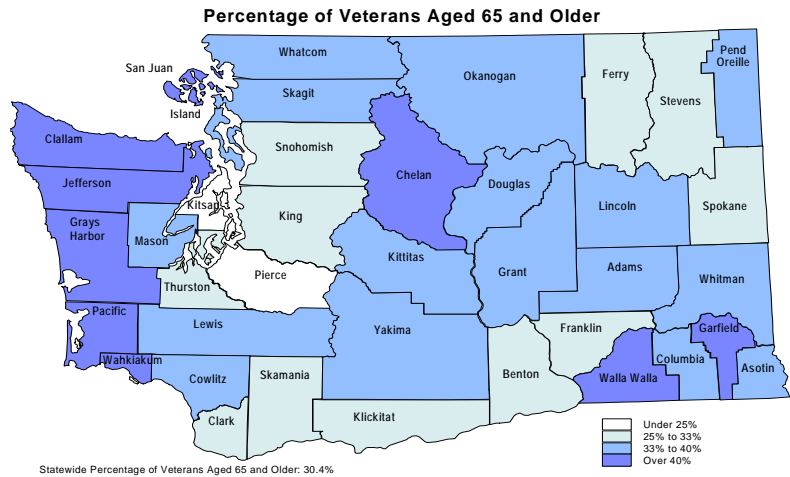 Percentage of Veterans Aged 65 and Older
Whatcom
Pend
Oreille
San Juan
Okanogan
Ferry
Skagit
Stevens
Island
Clallam
Snohomish
Chelan
Jefferson
Douglas
Kitsap
Lincoln
Spokane
King
Grays
Harbor
Mason
Kittitas
Grant
Adams
Pierce
Whitman
Thurston
Pacific
Lewis
Yakima
Franklin
Garfield
Wahkiakum
Columbia
Asotin
Cowlitz
Skamania
Benton
Walla Walla
Clark
Klickitat
Under 25%
25% to 33%
33% to 40%
Over 40%
Statewide Percentage of Veterans Aged 65 and Older: 30.4%